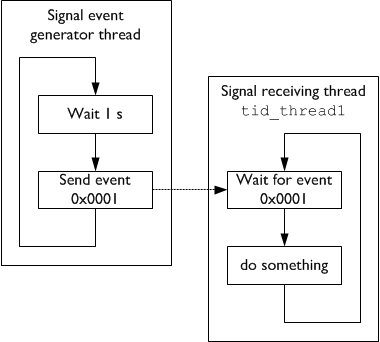 Signal event
generator thread
Wait 1 s
Send event
0x0001
Signal receiving thread
tid_thread1
Wait for event
0x0001
do something